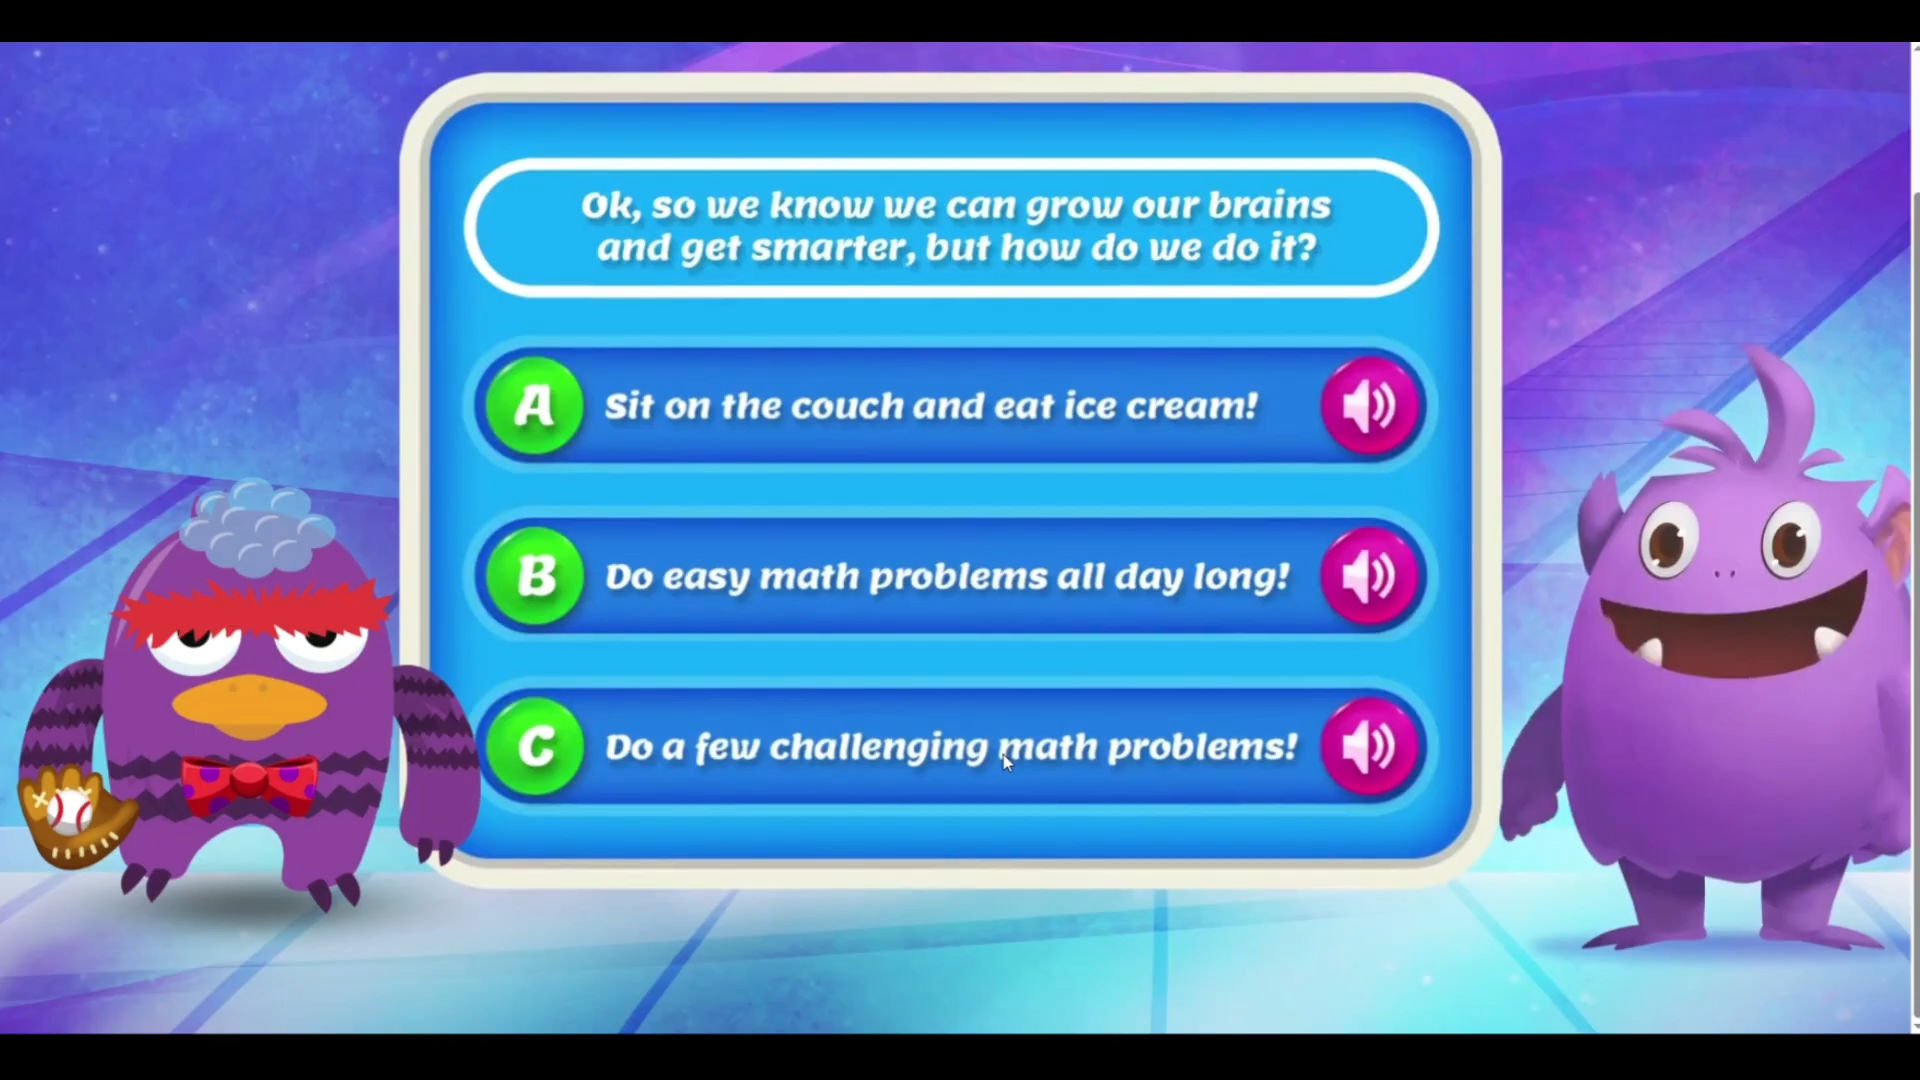 Ok, so we know we can grow our brains
and get smarter, but how do we do it?
A Sit on the couch and eat ice cream!
B Do easy math problems all day long!
C Do a few challenging math problems!